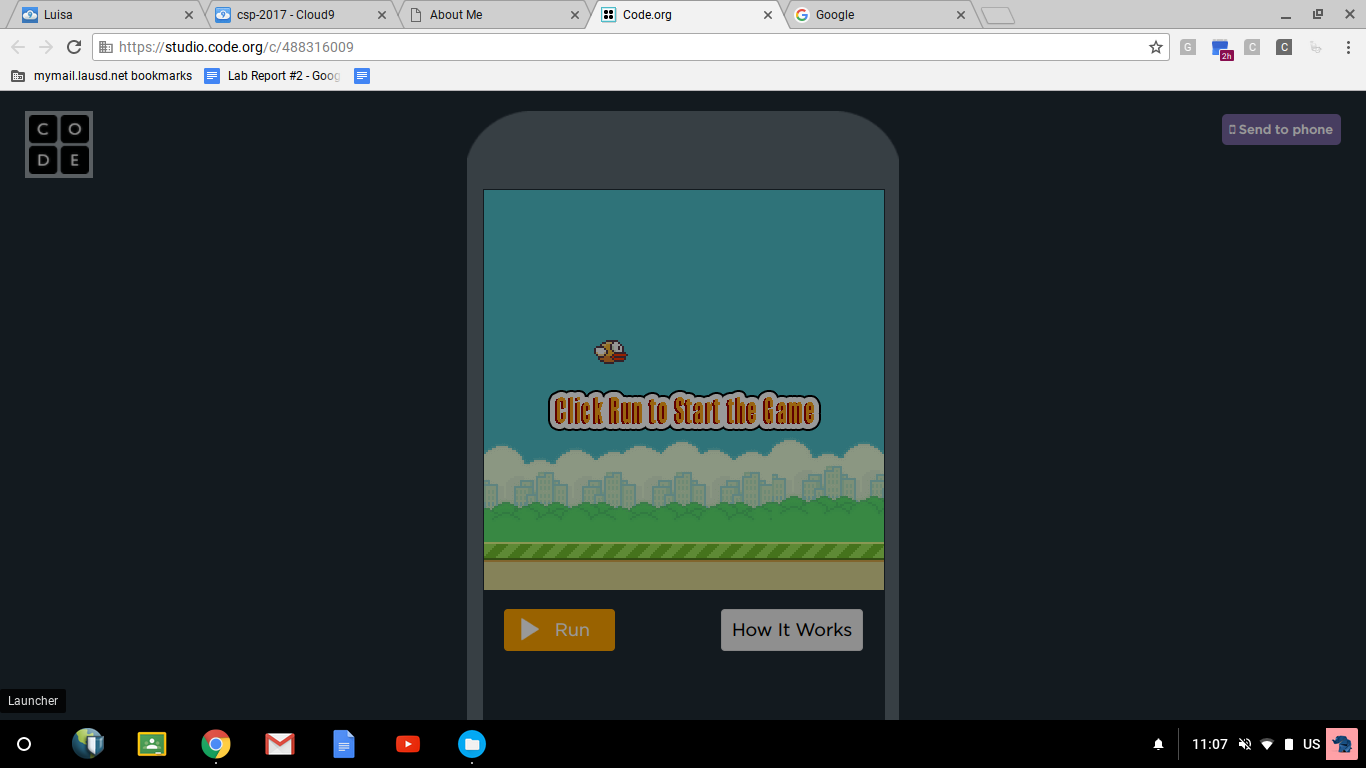 Luisa
csp-2017 - Cloud9
About Me
Code.org
Google
https://studio.code.org/c/488316009
G
2h
C
C
mymail.lausd.net bookmarks
Lab Report #2 - Goog
C O
D E
Send to phone
Click Run to Start the Game
Run
How It Works
Launcher
11:07
US